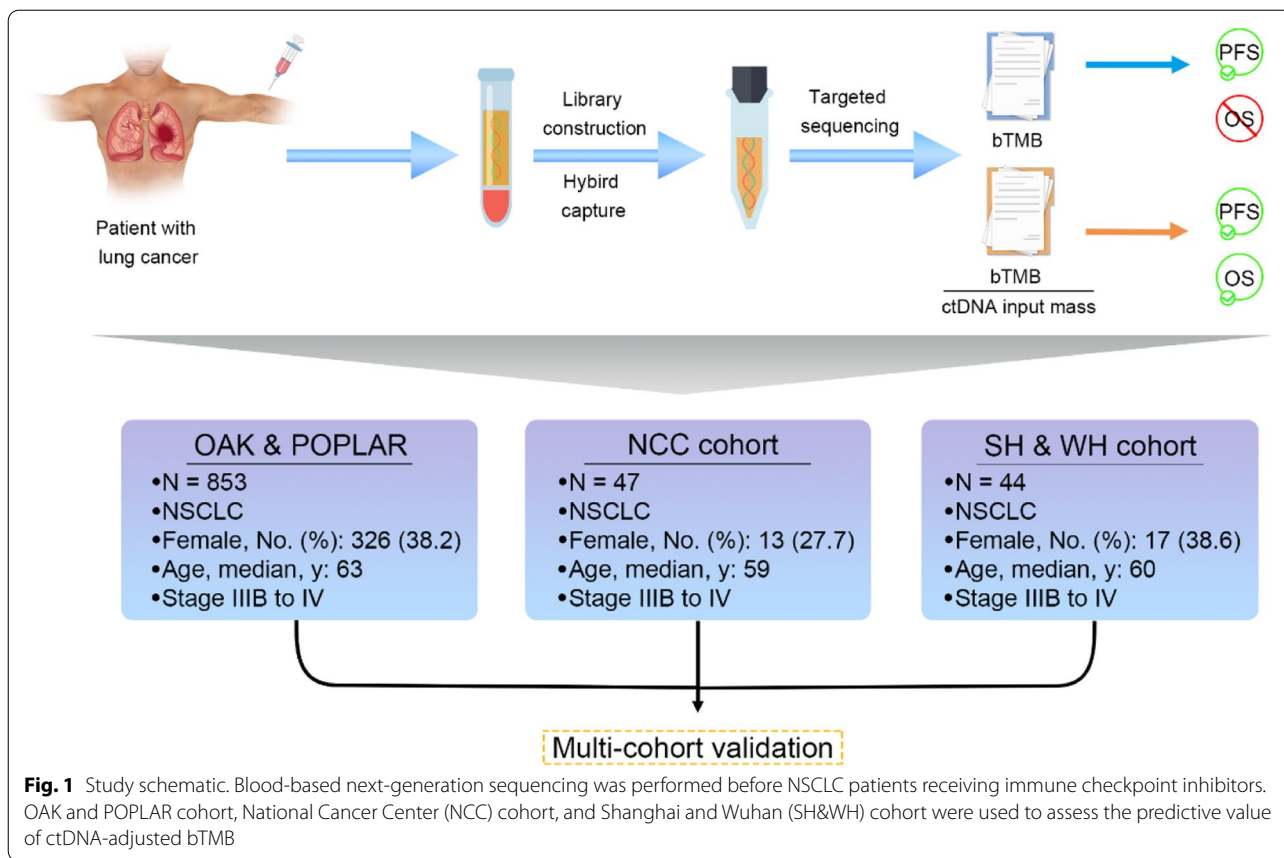 Patient with
lung cancer
Library
construction
Hybird
capture
Targeted
sequencing
bTMB
PFS
OS
bTMB
ctDNA input mass
PFS
OS
OAK & POPLAR
•N = 853
•NSCLC
•Female, No. (%): 326 (38.2)
•Age, median, y: 63
•Stage IIIB to IV
NCC cohort
•N = 47
•NSCLC
•Female, No. (%): 13 (27.7)
•Age, median, y: 59
•Stage IIIB to IV
SH & WH cohort
•N = 44
•NSCLC
•Female, No. (%): 17 (38.6)
•Age, median, y: 60
•Stage IIIB to IV
Multi-cohort validation
Fig. 1 Study schematic. Blood-based next-generation sequencing was performed before NSCLC patients receiving immune checkpoint inhibitors.
OAK and POPLAR cohort, National Cancer Center (NCC) cohort, and Shanghai and Wuhan (SH&WH) cohort were used to assess the predictive value
of ctDNA-adjusted bTMB